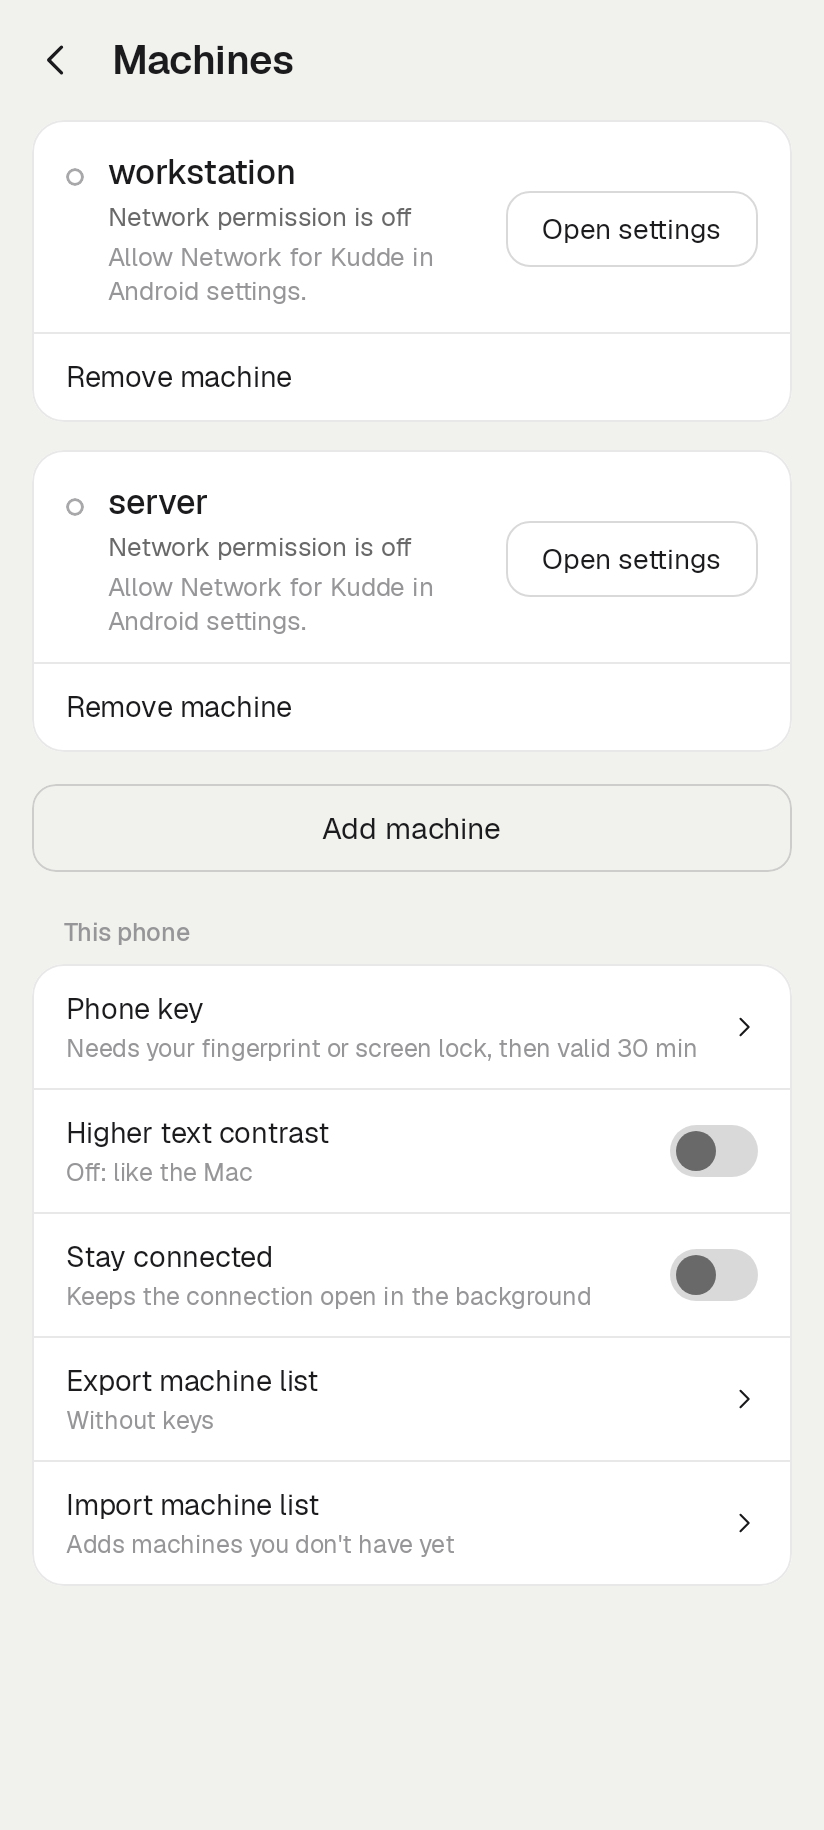 Machines
workstation
Network permission is off
Allow Network for Kudde in
Android settings.
Open settings
Remove machine
server
Network permission is off
Allow Network for Kudde in
Android settings.
Open settings
Remove machine
Add machine
This phone
Phone key
Needs your fingerprint or screen lock, then valid 30 min
Higher text contrast
Off: like the Mac
Stay connected
Keeps the connection open in the background
Export machine list
Without keys
Import machine list
Adds machines you don't have yet